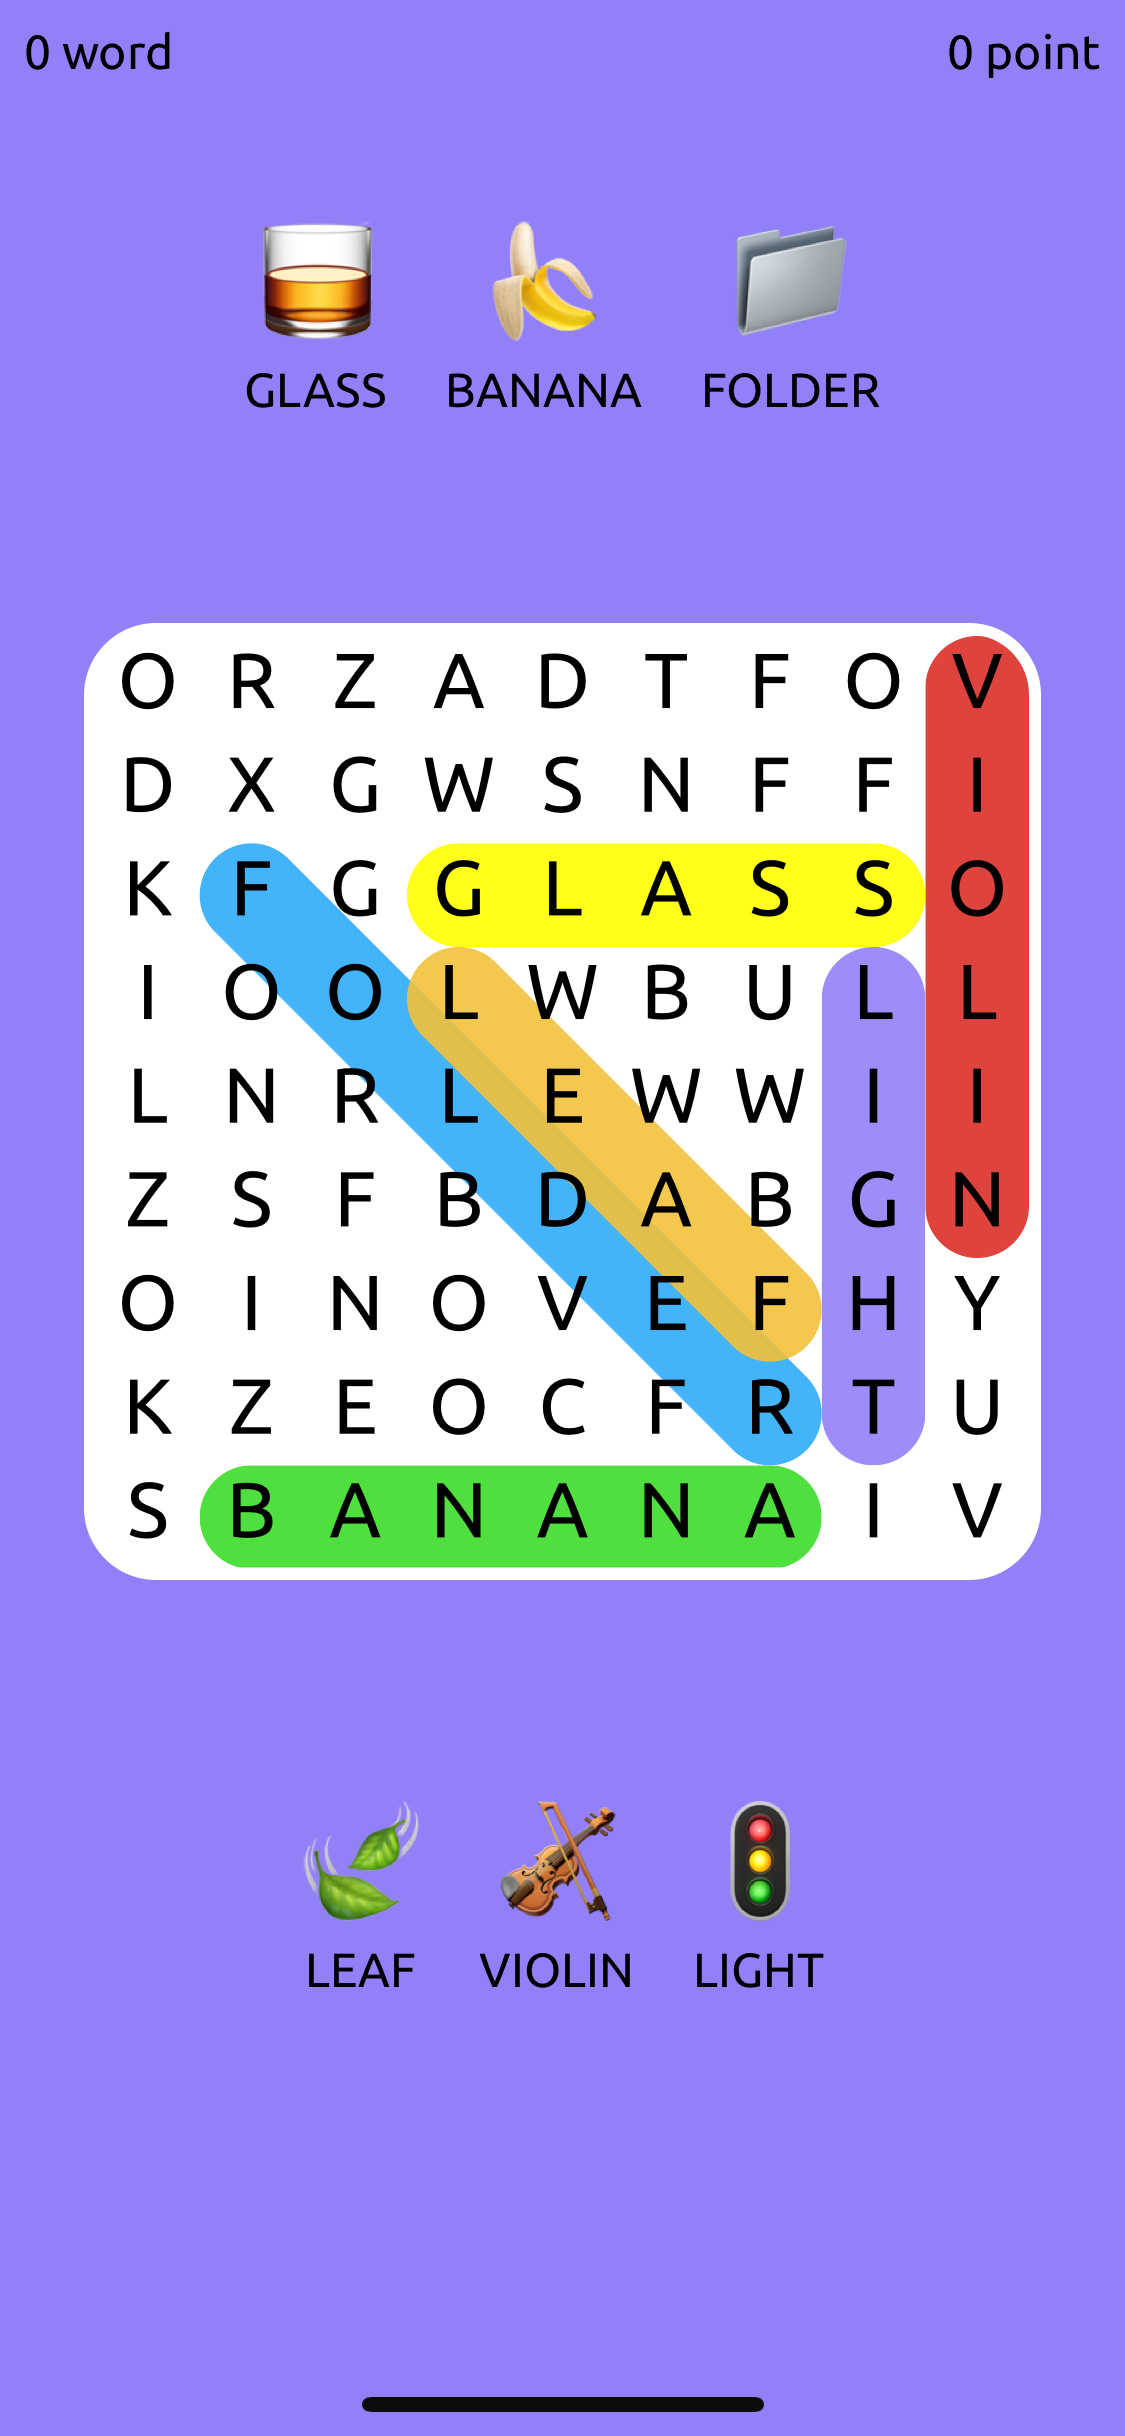 0 word 0 point
GLASS BANANA FOLDER
O R Z A D T F O V
D X G W S N F F I
K F G G L A S S O
I O O L W B U L L
L N R L E W W I I
Z S F B D A B G N
O I N O V E F H Y
K Z E O C F R T U
S B A N A N A I V
LEAF VIOLIN LIGHT